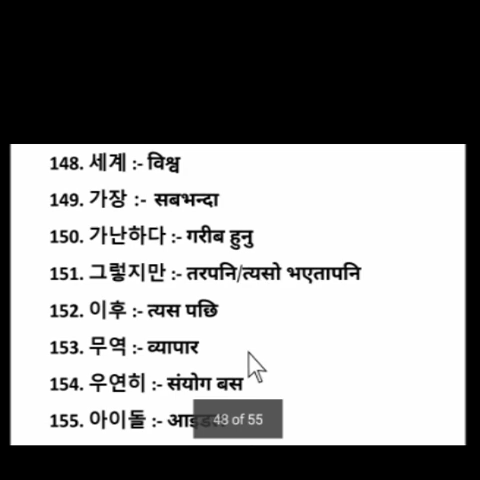 148. 세계 :- विश्व
149. 가장 :- सबभन्दा
150. 가난하다 :- गरीब हुनु
151. 그렇지만 :- तरपनि/त्यसो भएतापनि
152. 이후 :- त्यस पछि
153. 무역 :- व्यापार
154. 우연히 :- संयोग बस
155. 아이돌 :-
48 of 55